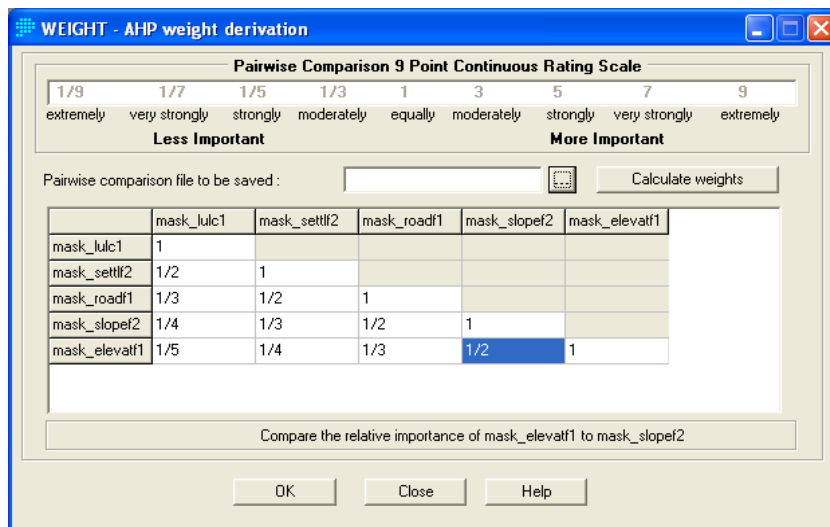 WEIGHT - AHP weight derivation
Pairwise Comparison 9 Point Continuous Rating Scale
1/9 1/7 1/5 1/3 1 3 5 7 9
extremely very strongly strongly moderately equally moderately strongly very strongly extremely
Less Important More Important
Pairwise comparison file to be saved : ... Calculate weights
mask_lulc1 mask_settlf2 mask_roadf1 mask_slopef2 mask_elevatf1
mask_lulc1 1
mask_settlf2 1/2 1
mask_roadf1 1/3 1/2 1
mask_slopef2 1/4 1/3 1/2 1
mask_elevatf1 1/5 1/4 1/3 1/2 1
Compare the relative importance of mask_elevatf1 to mask_slopef2
OK Close Help